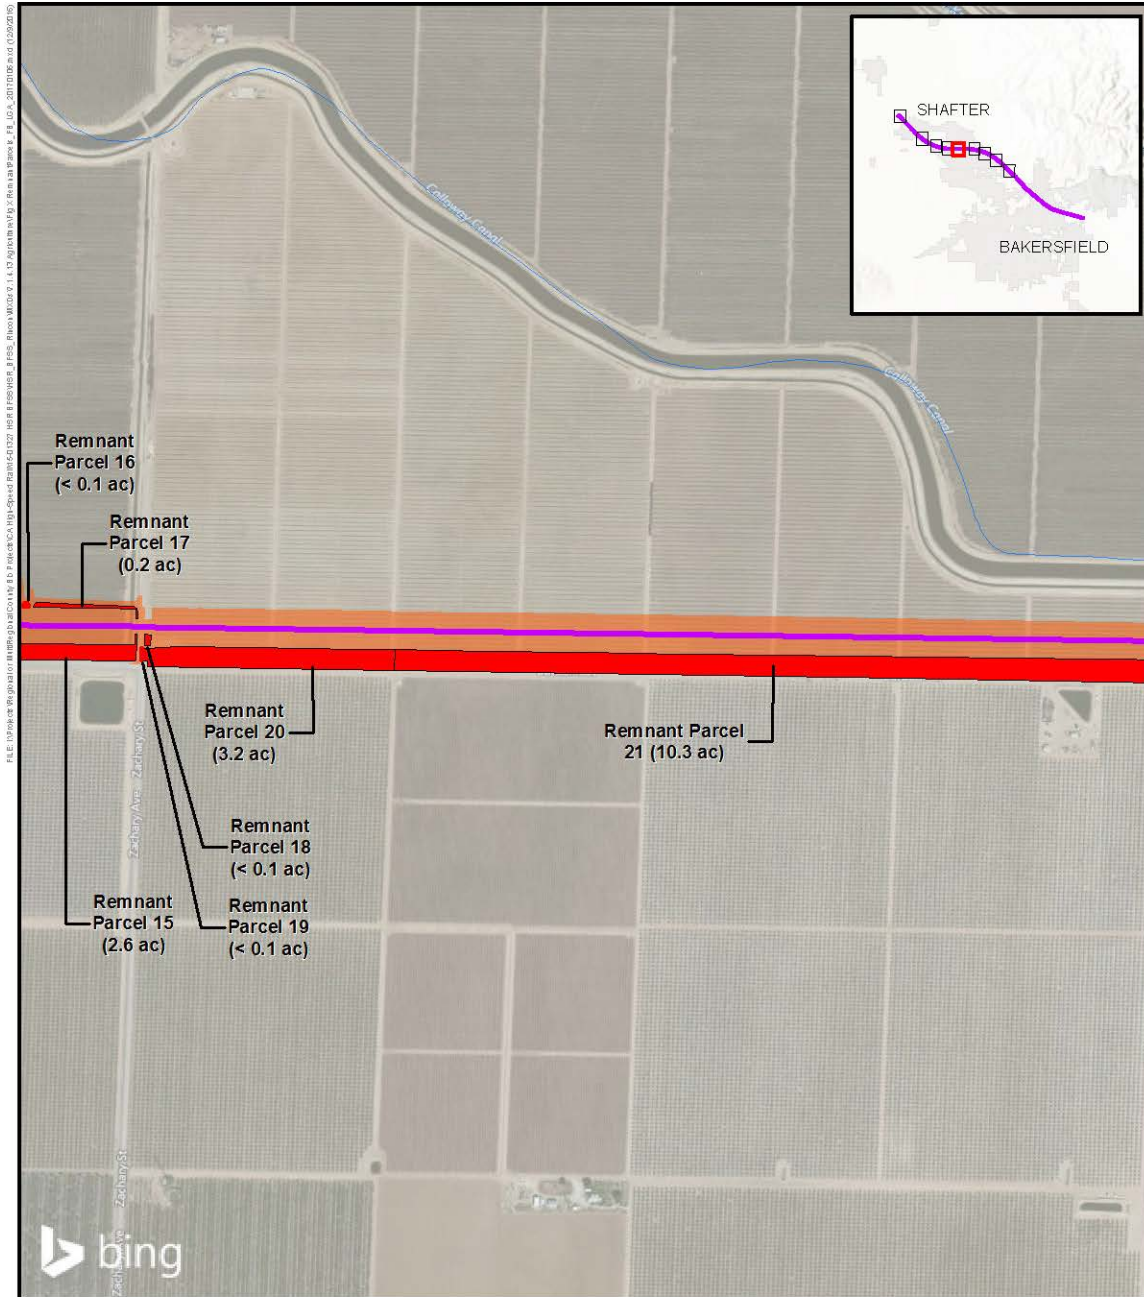 SHAFTER
BAKERSFIELD
Calloway Canal
Calloway Canal
Remnant
Parcel 16
(< 0.1 ac)
Remnant
Parcel 17
(0.2 ac)
Remnant
Parcel 20
(3.2 ac)
Remnant Parcel
21 (10.3 ac)
Zachary Ave
Zachary St
Remnant
Parcel 18
(< 0.1 ac)
Remnant
Parcel 15
(2.6 ac)
Remnant
Parcel 19
(< 0.1 ac)
Zachary St
bing